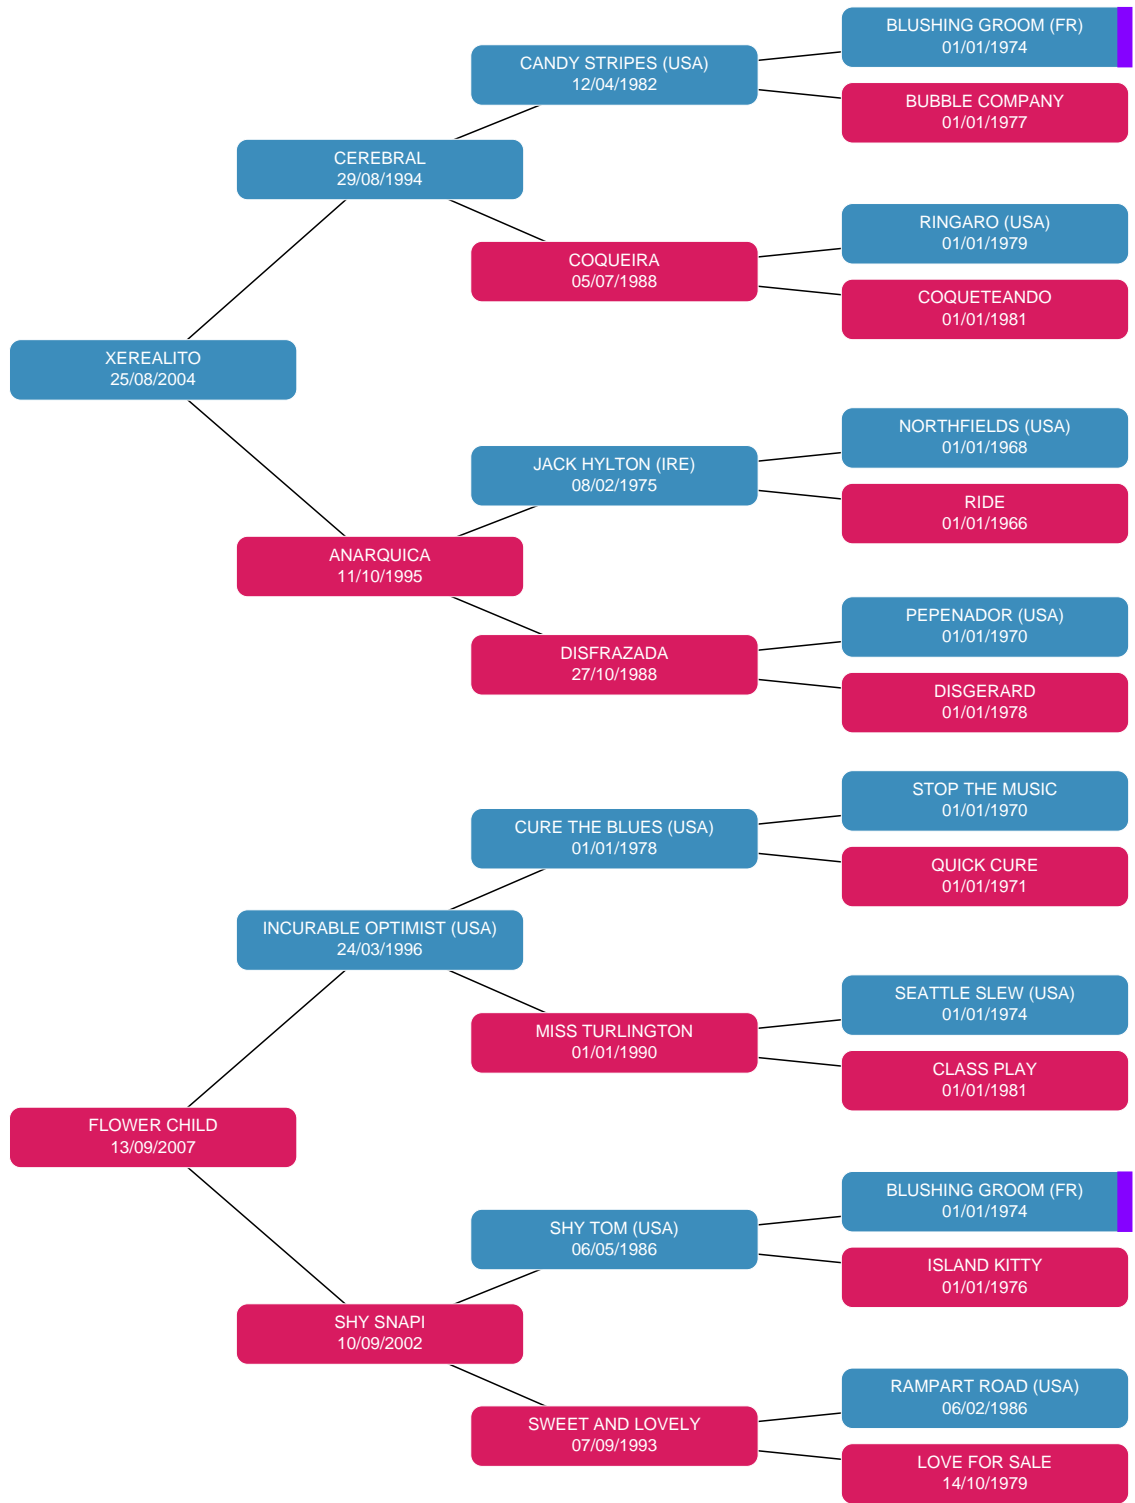 BLUSHING GROOM (FR)
01/01/1974
CANDY STRIPES (USA)
12/04/1982
BUBBLE COMPANY
01/01/1977
CEREBRAL
29/08/1994
RINGARO (USA)
01/01/1979
COQUEIRA
05/07/1988
COQUETEANDO
01/01/1981
XEREALITO
25/08/2004
NORTHFIELDS (USA)
01/01/1968
JACK HYLTON (IRE)
08/02/1975
RIDE
01/01/1966
ANARQUICA
11/10/1995
PEPENADOR (USA)
01/01/1970
DISFRAZADA
27/10/1988
DISGERARD
01/01/1978
STOP THE MUSIC
01/01/1970
CURE THE BLUES (USA)
01/01/1978
QUICK CURE
01/01/1971
INCURABLE OPTIMIST (USA)
24/03/1996
SEATTLE SLEW (USA)
01/01/1974
MISS TURLINGTON
01/01/1990
CLASS PLAY
01/01/1981
FLOWER CHILD
13/09/2007
BLUSHING GROOM (FR)
01/01/1974
SHY TOM (USA)
06/05/1986
ISLAND KITTY
01/01/1976
SHY SNAPI
10/09/2002
RAMPART ROAD (USA)
06/02/1986
SWEET AND LOVELY
07/09/1993
LOVE FOR SALE
14/10/1979